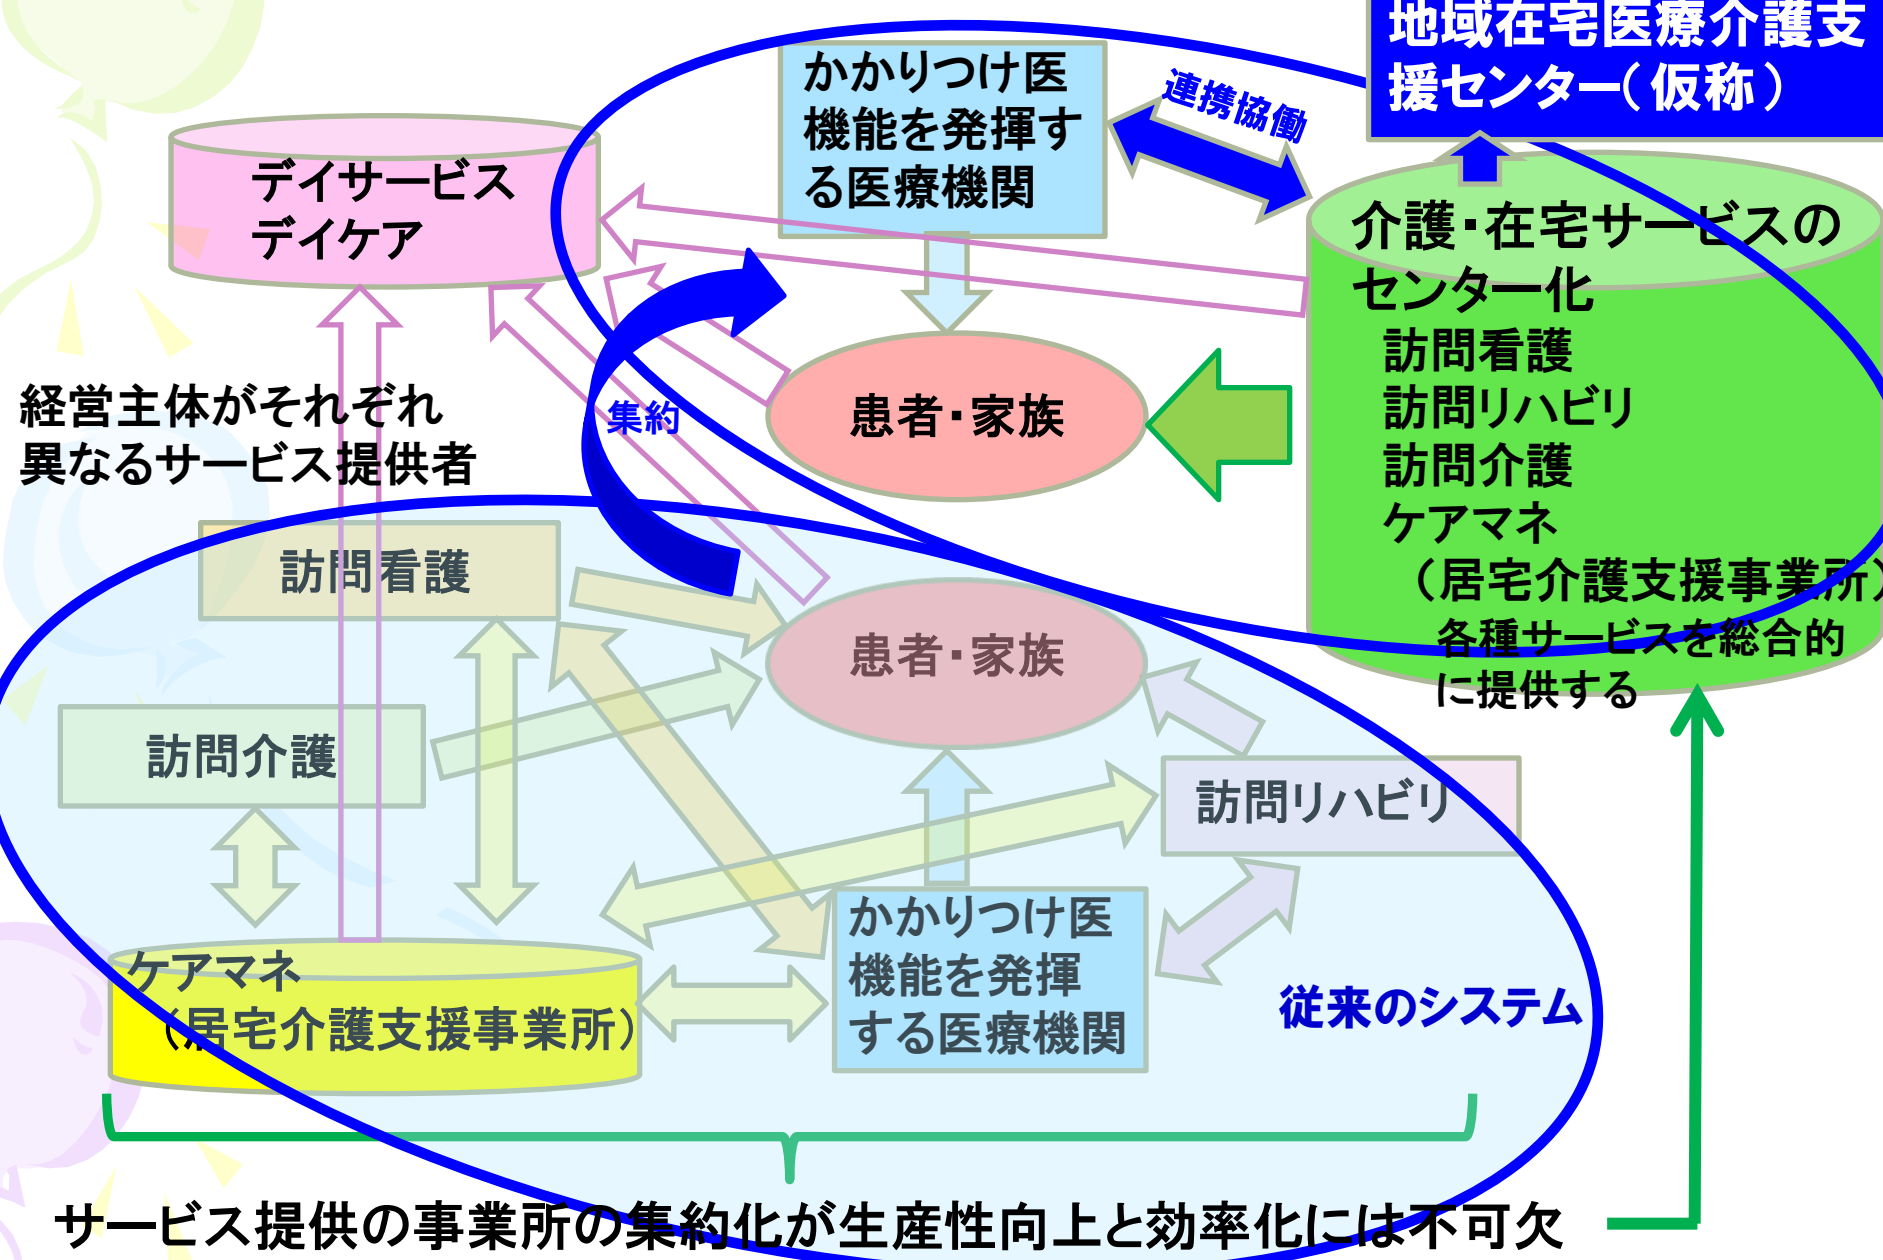 地域在宅医療介護支
援センター(仮称)
かかりつけ医
機能を発揮す
る医療機関
連携協働
デイサービス
デイケア
介護・在宅サービスの
センター化
訪問看護
訪問リハビリ
訪問介護
ケアマネ
(居宅介護支援事業所)
各種サービスを総合的
に提供する
患者・家族
集約
経営主体がそれぞれ
異なるサービス提供者
訪問看護
患者・家族
訪問介護
訪問リハビリ
ケアマネ
(居宅介護支援事業所)
かかりつけ医
機能を発揮
する医療機関
従来のシステム
サービス提供の事業所の集約化が生産性向上と効率化には不可欠